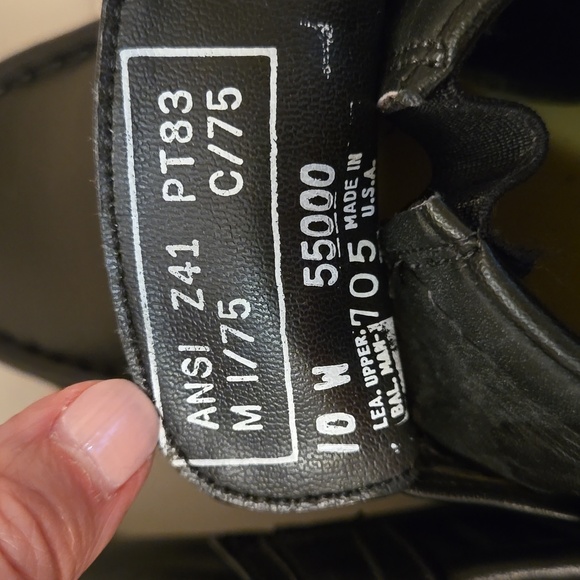 ANSI Z41 PT83
M I/75 C/75
10 W 55000
LEA. UPPER. 705 MADE IN
BAL. MAN- U.S.A.